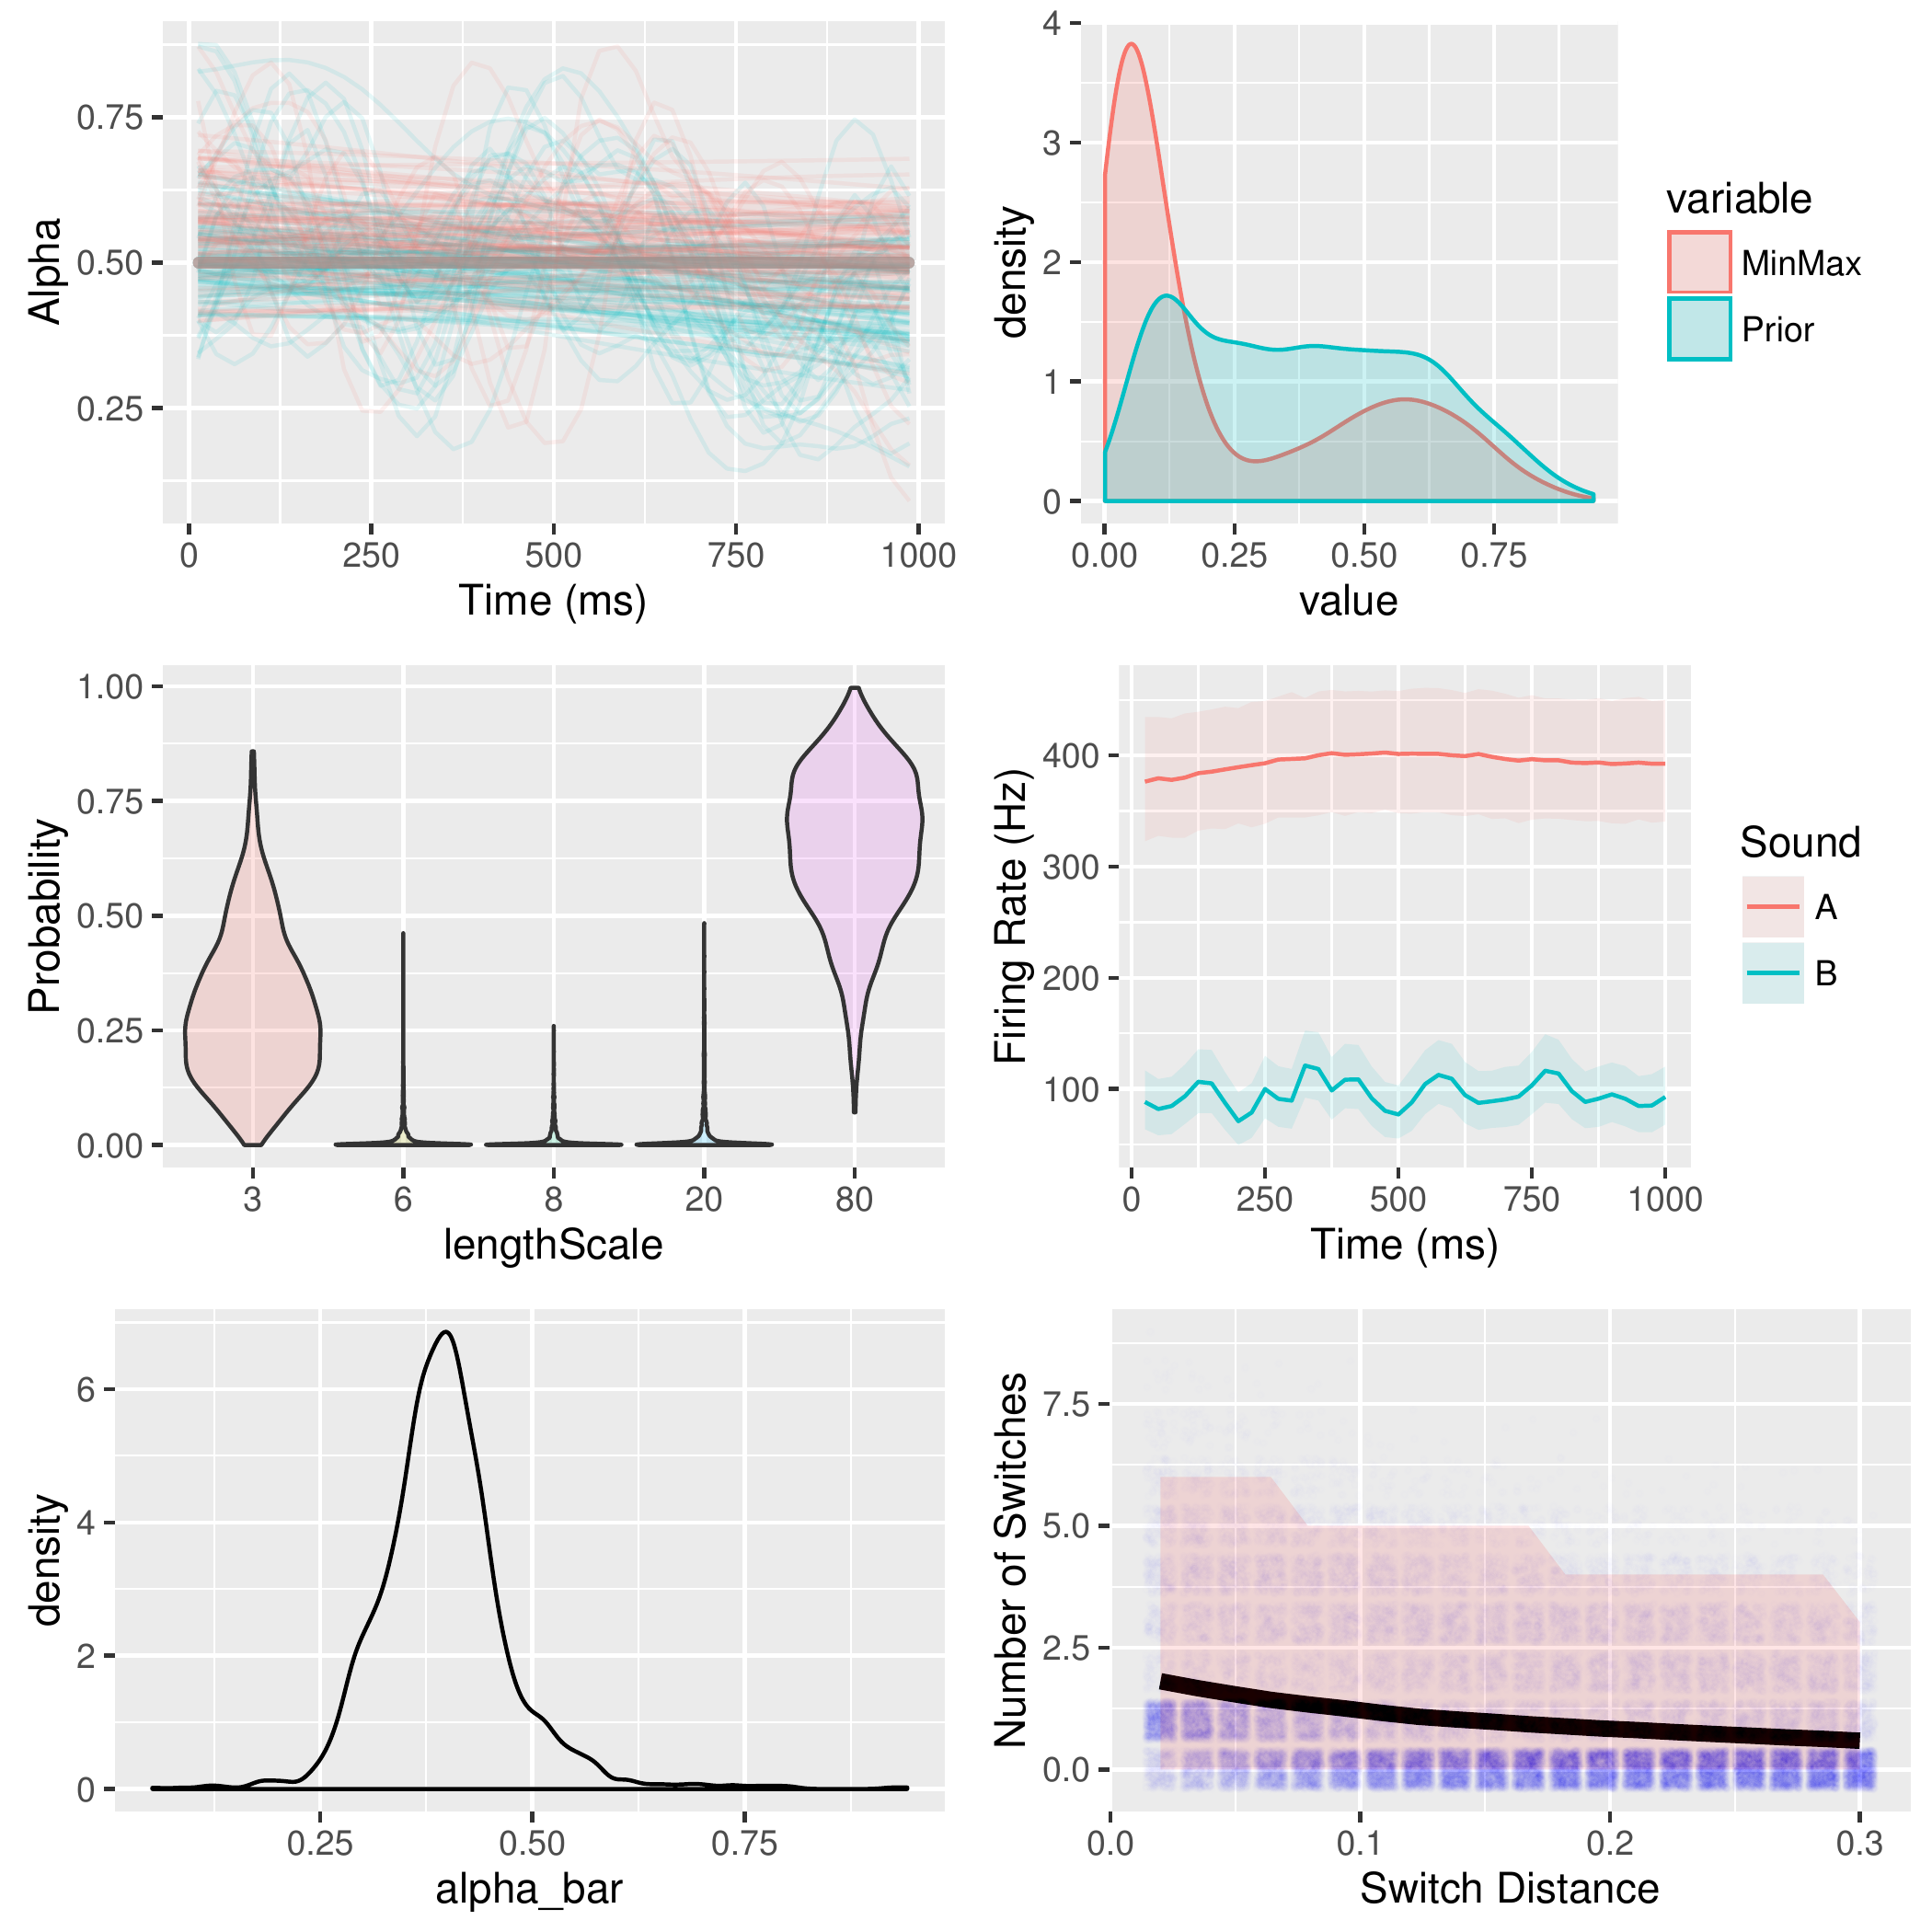 0.75
0.50
0.25
Alpha
0 250 500 750 1000
Time (ms)
4
3
2
1
0
density
0.00 0.25 0.50 0.75
value
variable
MinMax
Prior
1.00
0.75
0.50
0.25
0.00
Probability
3 6 8 20 80
lengthScale
400
300
200
100
Firing Rate (Hz)
0 250 500 750 1000
Time (ms)
Sound
A
B
6
4
2
0
density
0.25 0.50 0.75
alpha_bar
7.5
5.0
2.5
0.0
Number of Switches
0.0 0.1 0.2 0.3
Switch Distance